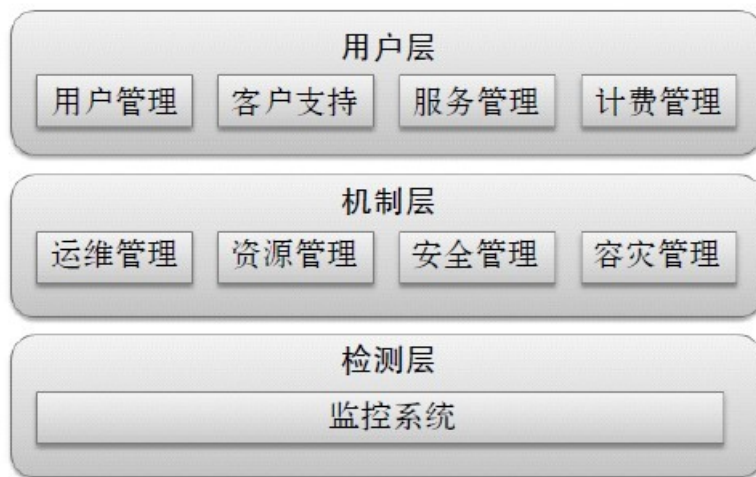 用户层
用户管理 客户支持 服务管理 计费管理
机制层
运维管理 资源管理 安全管理 容灾管理
检测层
监控系统